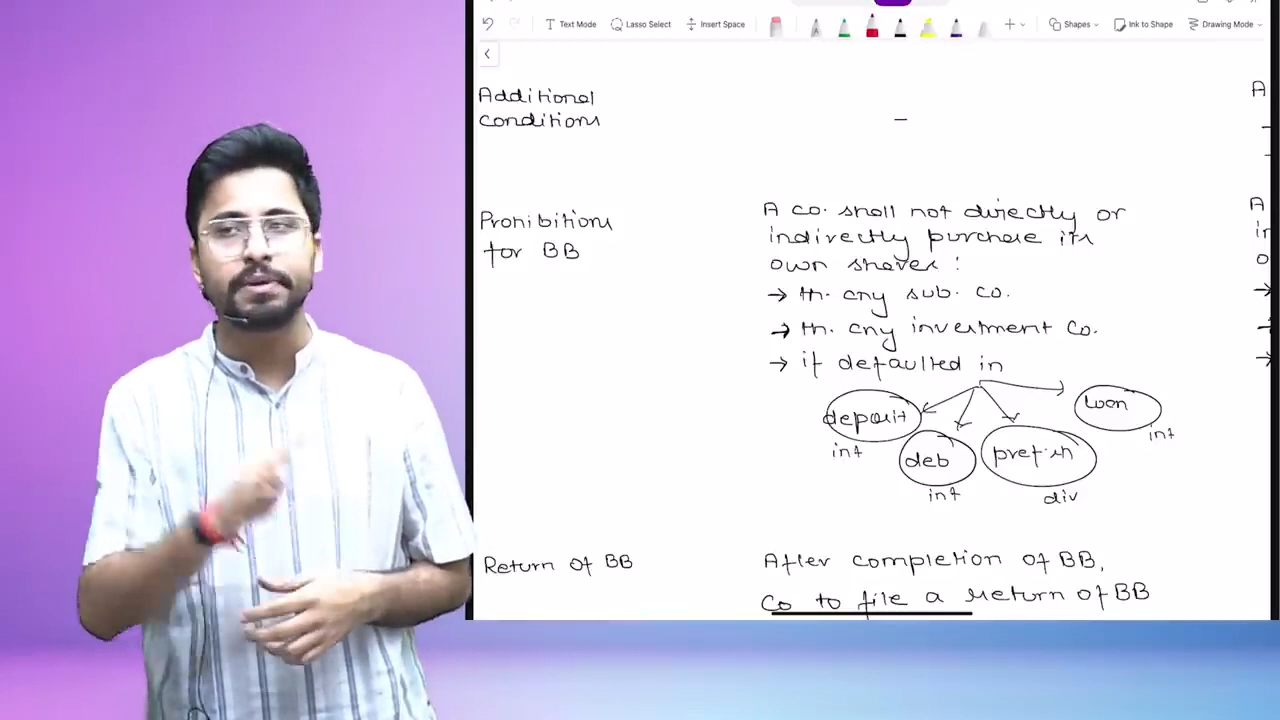 Text Mode Lasso Select Insert Space Shapes Ink to Shape Drawing Mode
Additional
conditions
–
A
Prohibitions
for BB
A co. shall not directly or
indirectly purchase its
own shares :
→ th. any sub. co.
→ th. any investment co.
→ if defaulted in
deposit
int
deb
int
pref. sh
div
loan
int
A
Return of BB
After completion of BB,
co to file a return of BB